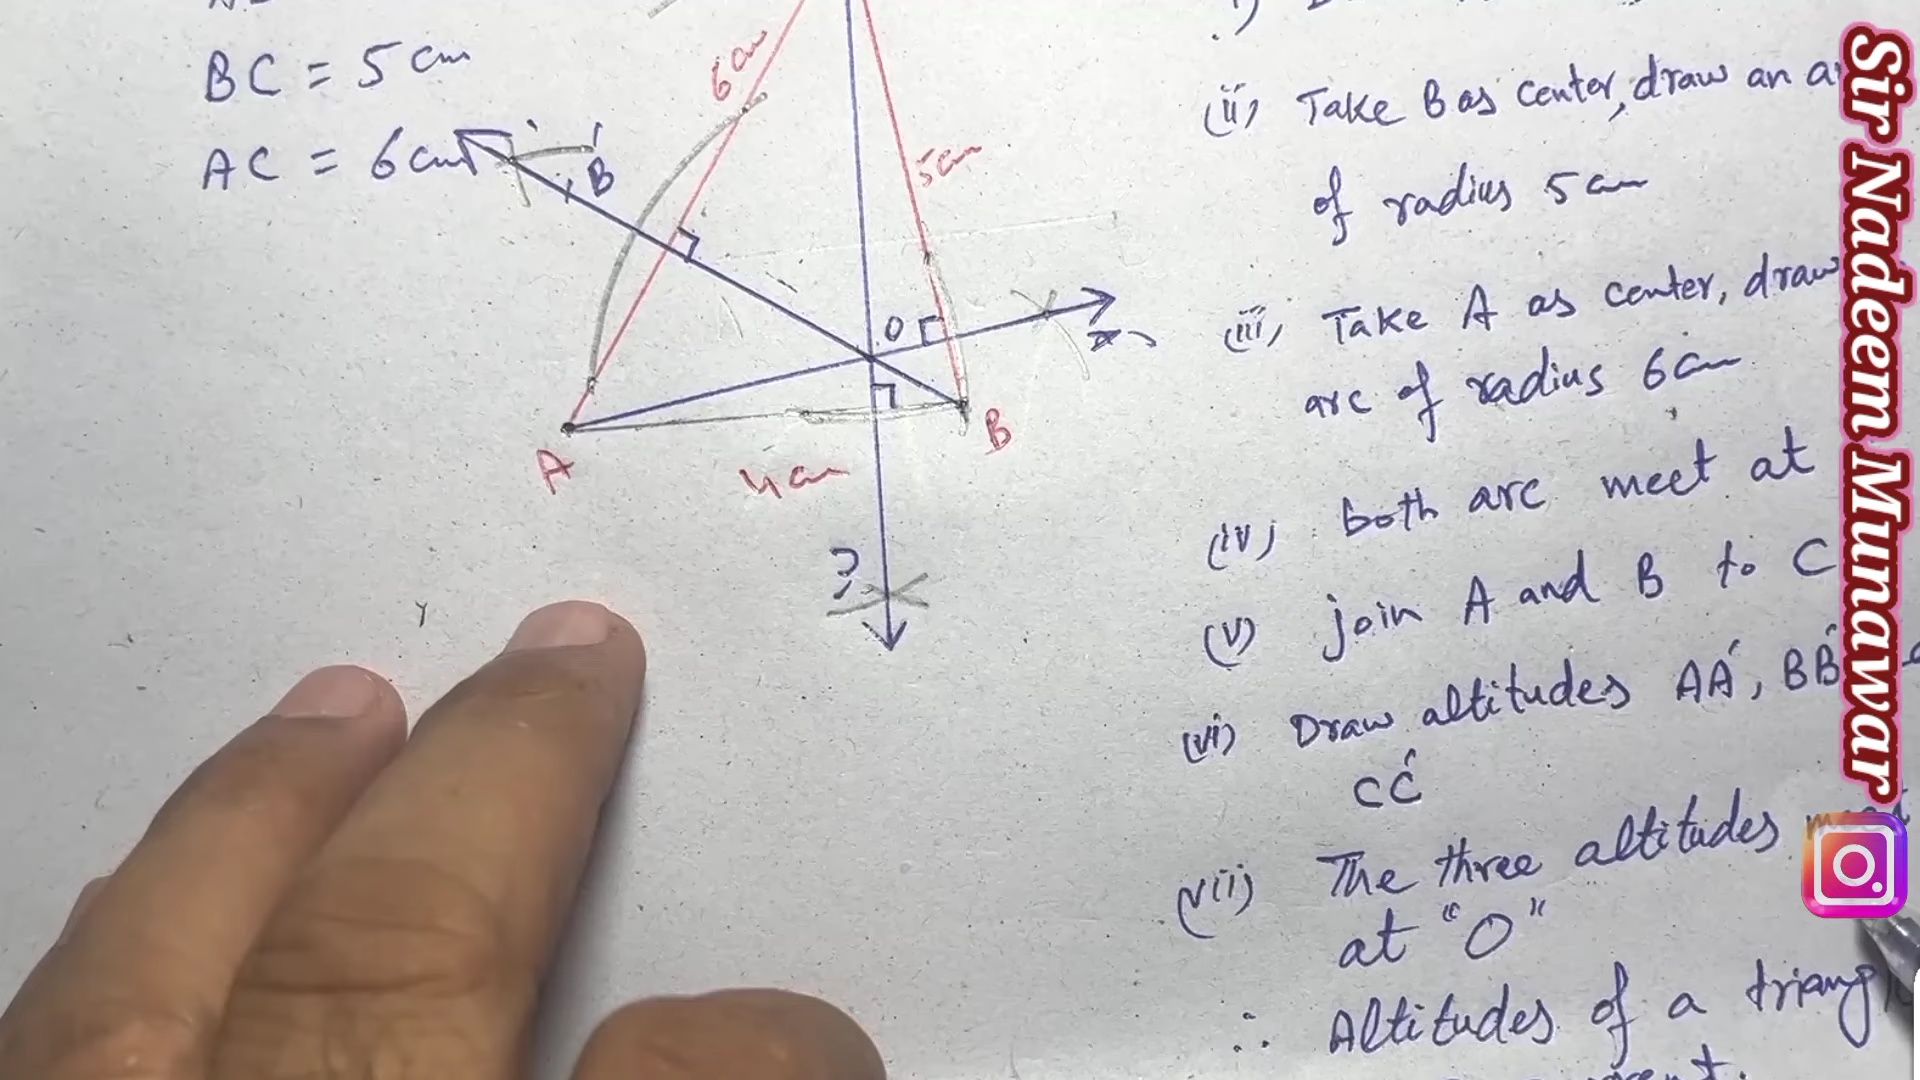 BC = 5 cm
AC = 6 cm
6 cm
5 cm
B'
O
A
B
4 cm
(ii) Take B as center, draw an
of radius 5 cm
(iii) Take A as center, draw
arc of radius 6 cm
(iv) both arc meet at
(v) join A and B to C
(vi) Draw altitudes AA', BB'
CC'
(vii) The three altitudes
at "O"
∴ Altitudes of a
Sir Nadeem Munawar